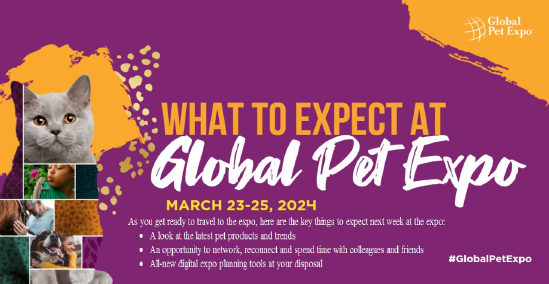 Global
Pet Expo
WHAT TO EXPECT AT
Global Pet Expo
MARCH 23-25, 2024
As you get ready to travel to the expo, here are the key things to expect next week at the expo:
• A look at the latest pet products and trends
• An opportunity to network, reconnect and spend time with colleagues and friends
• All-new digital expo planning tools at your disposal
#GlobalPetExpo